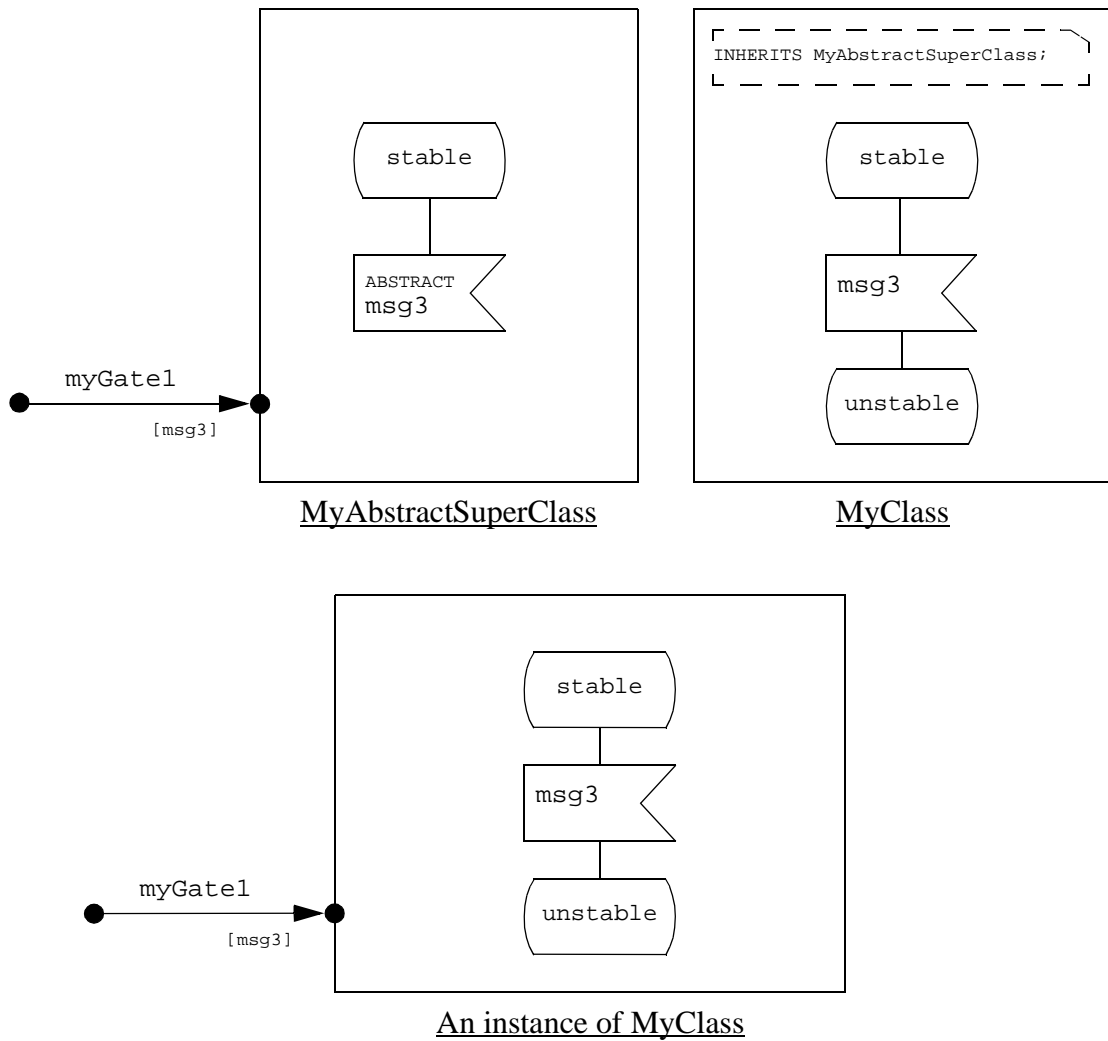 stable
ABSTRACT
msg3
myGate1
[msg3]
MyAbstractSuperClass
INHERITS MyAbstractSuperClass;
stable
msg3
unstable
MyClass
stable
msg3
unstable
myGate1
[msg3]
An instance of MyClass